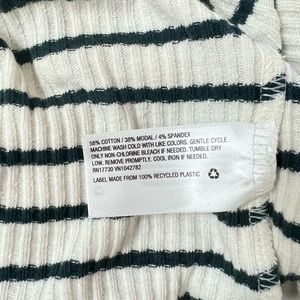 58% COTTON / 38% MODAL / 4% SPANDEX
MACHINE WASH COLD WITH LIKE COLORS. GENTLE CYCLE.
ONLY NON-CHLORINE BLEACH IF NEEDED. TUMBLE DRY
LOW. REMOVE PROMPTLY. COOL IRON IF NEEDED.
RN17730 VN1042782
LABEL MADE FROM 100% RECYCLED PLASTIC